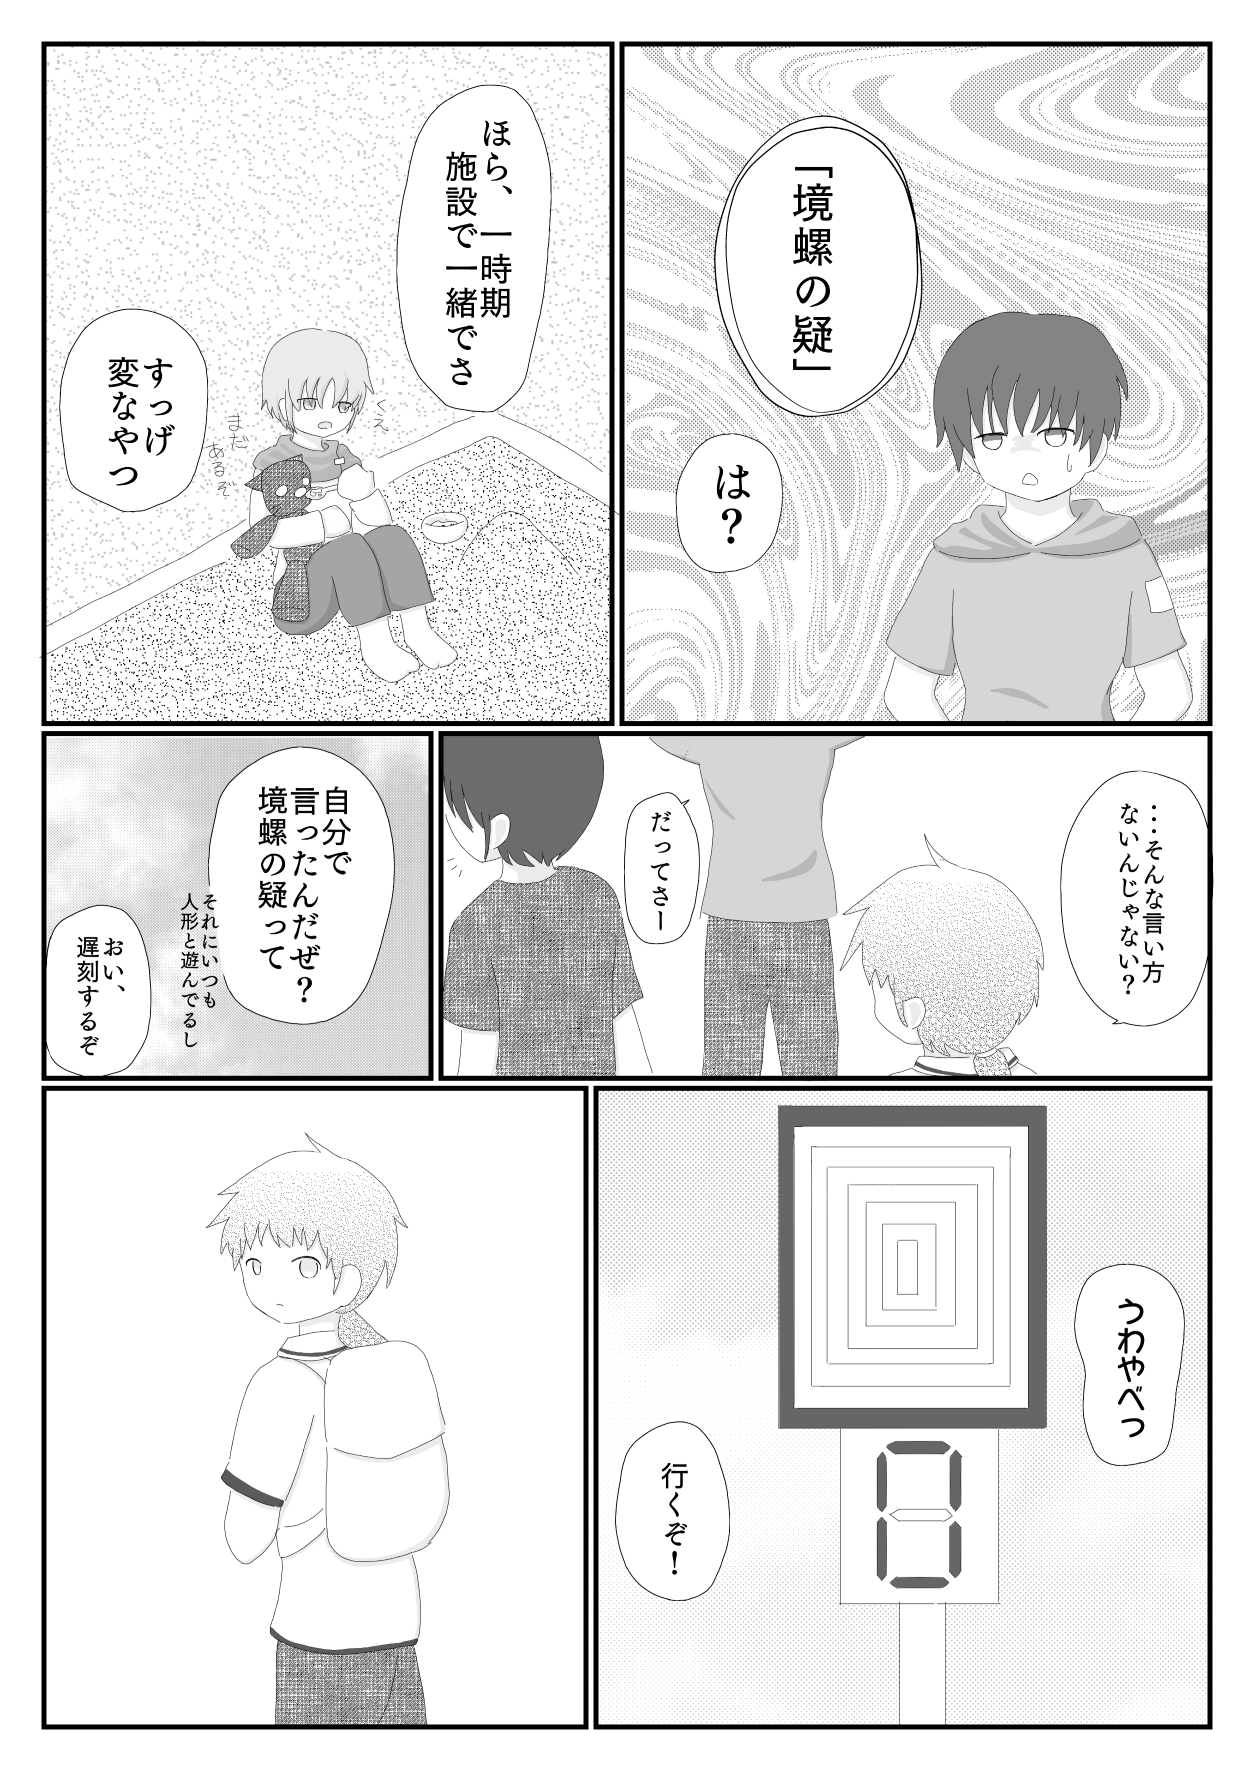 「境螺の疑」
は？
ほら、一時期
施設で一緒でさ
くえ
まだ
あるぞ
すっげ
変なやつ
･･･そんな言い方
ないんじゃない？
だってさー
自分で
言ったんだぜ？
境螺の疑って
それにいつも
人形と遊んでるし
おい、
遅刻するぞ
うわやべっ
行くぞ！